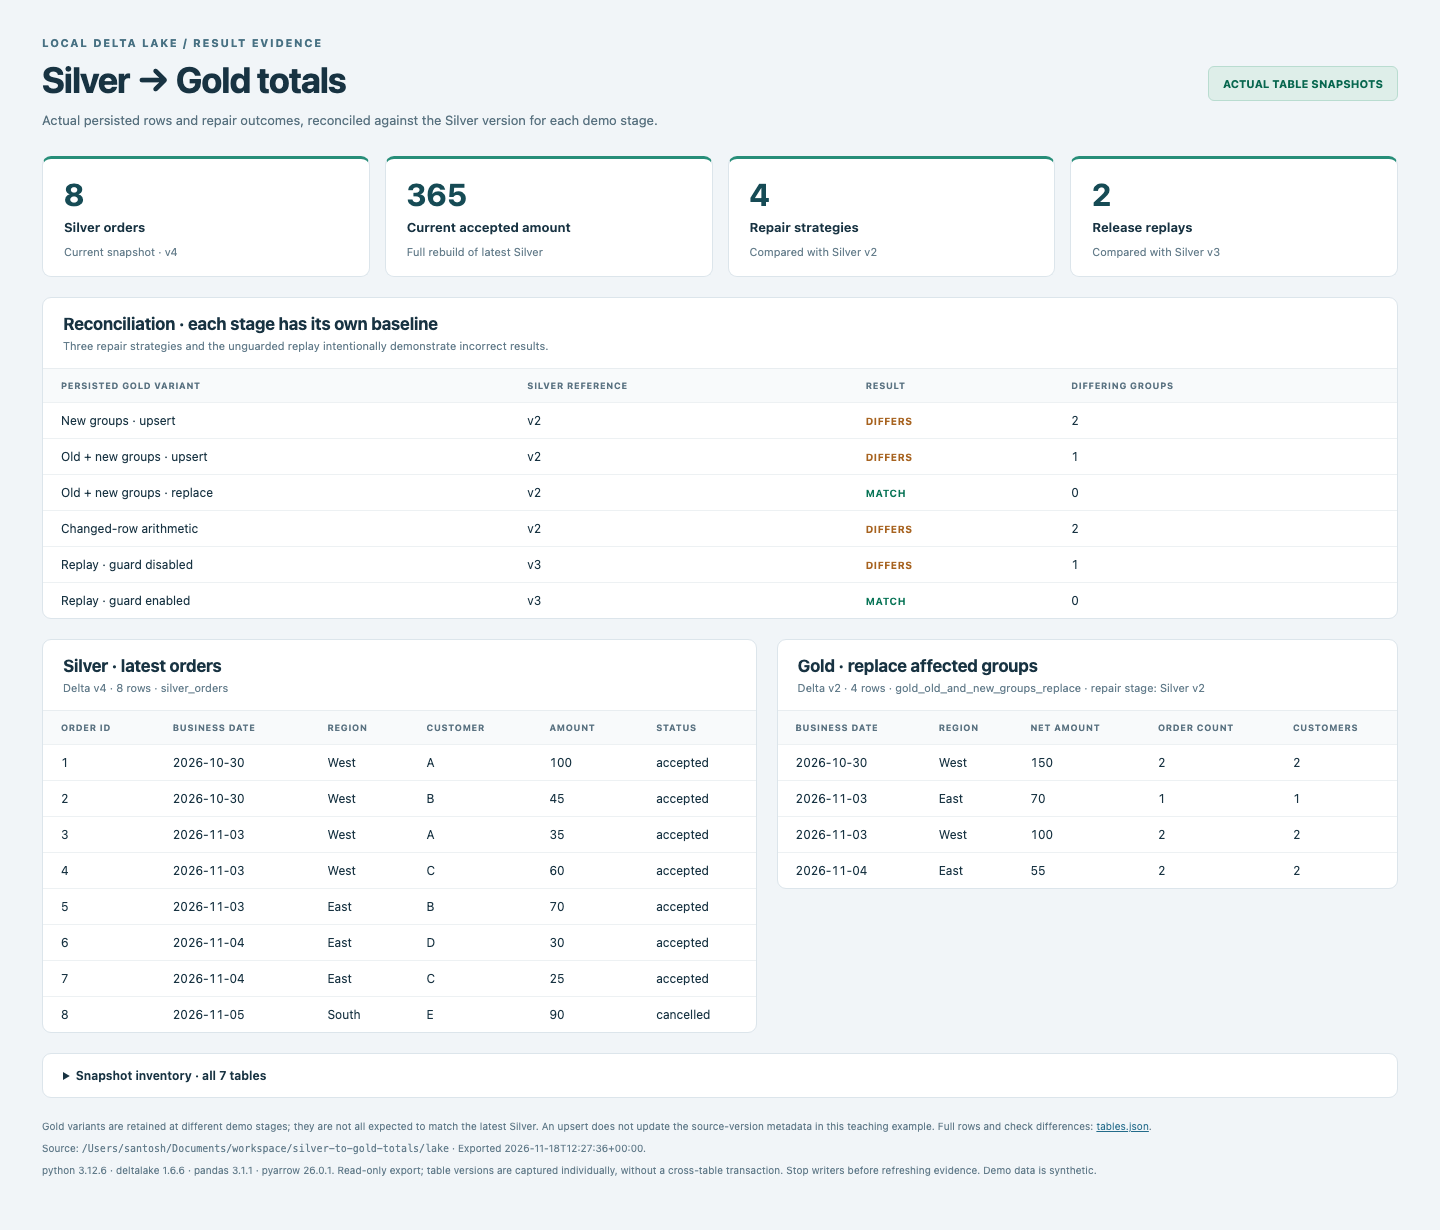 LOCAL DELTA LAKE / RESULT EVIDENCE
Silver → Gold totals
ACTUAL TABLE SNAPSHOTS
Actual persisted rows and repair outcomes, reconciled against the Silver version for each demo stage.
8
Silver orders
Current snapshot · v4
365
Current accepted amount
Full rebuild of latest Silver
4
Repair strategies
Compared with Silver v2
2
Release replays
Compared with Silver v3
Reconciliation · each stage has its own baseline
Three repair strategies and the unguarded replay intentionally demonstrate incorrect results.
PERSISTED GOLD VARIANT SILVER REFERENCE RESULT DIFFERING GROUPS
New groups · upsert v2 DIFFERS 2
Old + new groups · upsert v2 DIFFERS 1
Old + new groups · replace v2 MATCH 0
Changed-row arithmetic v2 DIFFERS 2
Replay · guard disabled v3 DIFFERS 1
Replay · guard enabled v3 MATCH 0
Silver · latest orders
Delta v4 · 8 rows · silver_orders
ORDER ID BUSINESS DATE REGION CUSTOMER AMOUNT STATUS
1 2026-10-30 West A 100 accepted
2 2026-10-30 West B 45 accepted
3 2026-11-03 West A 35 accepted
4 2026-11-03 West C 60 accepted
5 2026-11-03 East B 70 accepted
6 2026-11-04 East D 30 accepted
7 2026-11-04 East C 25 accepted
8 2026-11-05 South E 90 cancelled
Gold · replace affected groups
Delta v2 · 4 rows · gold_old_and_new_groups_replace · repair stage: Silver v2
BUSINESS DATE REGION NET AMOUNT ORDER COUNT CUSTOMERS
2026-10-30 West 150 2 2
2026-11-03 East 70 1 1
2026-11-03 West 100 2 2
2026-11-04 East 55 2 2
▶ Snapshot inventory · all 7 tables
Gold variants are retained at different demo stages; they are not all expected to match the latest Silver. An upsert does not update the source-version metadata in this teaching example. Full rows and check differences: tables.json.
Source: /Users/santosh/Documents/workspace/silver-to-gold-totals/lake · Exported 2026-11-18T12:27:36+00:00.
python 3.12.6 · deltalake 1.6.6 · pandas 3.1.1 · pyarrow 26.0.1. Read-only export; table versions are captured individually, without a cross-table transaction. Stop writers before refreshing evidence. Demo data is synthetic.